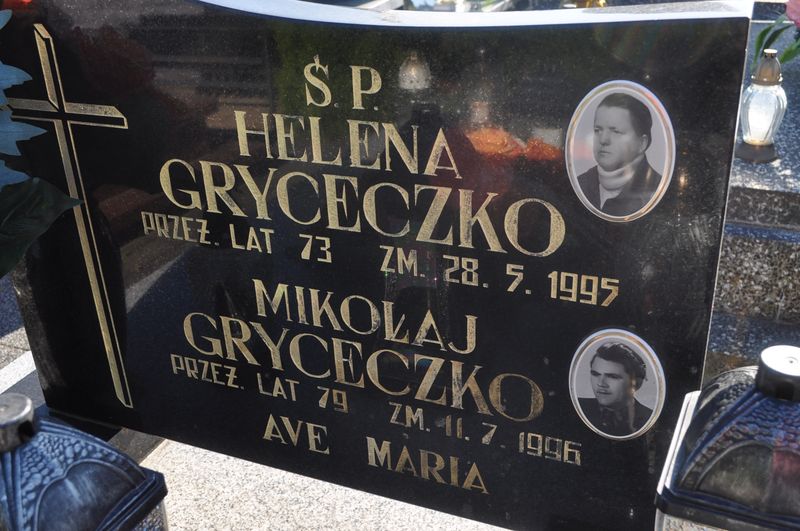 Ś.P.
HELENA
GRYCECZKO
PRZEŻ. LAT 73 ZM. 28. 5. 1995
MIKOŁAJ
GRYCECZKO
PRZEŻ. LAT 79 ZM. 11. 7. 1996
AVE MARIA